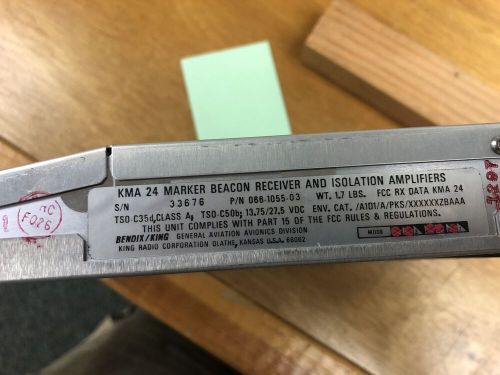 KMA 24 MARKER BEACON RECEIVER AND ISOLATION AMPLIFIERS
S/N 33676 P/N 066-1055-03 WT. 1.7 LBS. FCC RX DATA KMA 24
TSO-C35d,CLASS A, TSO-C50b; 13.75/27.5 VDC ENV. CAT. /A1D1/A/PKS/XXXXXXZBAAA
THIS UNIT COMPLIES WITH PART 15 OF THE FCC RULES & REGULATIONS.
BENDIX/KING GENERAL AVIATION AVIONICS DIVISION
KING RADIO CORPORATION OLATHE, KANSAS U.S.A. 66062
MODS
F026